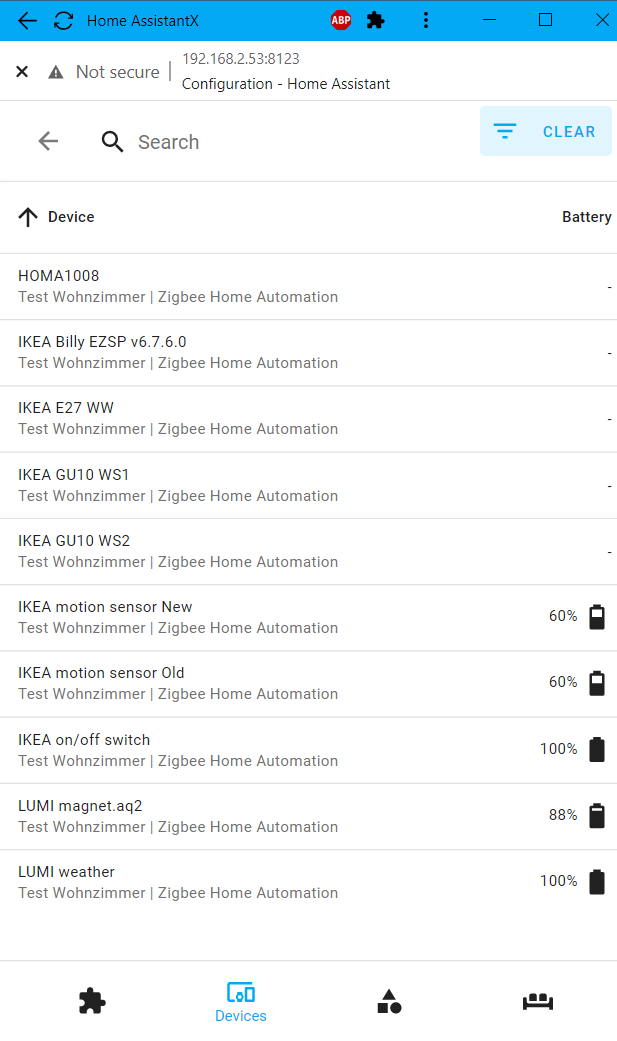 Home AssistantX
ABP
Not secure
192.168.2.53:8123
Configuration - Home Assistant
Search
CLEAR
Device
Battery
HOMA1008
Test Wohnzimmer | Zigbee Home Automation
-
IKEA Billy EZSP v6.7.6.0
Test Wohnzimmer | Zigbee Home Automation
-
IKEA E27 WW
Test Wohnzimmer | Zigbee Home Automation
-
IKEA GU10 WS1
Test Wohnzimmer | Zigbee Home Automation
-
IKEA GU10 WS2
Test Wohnzimmer | Zigbee Home Automation
-
IKEA motion sensor New
Test Wohnzimmer | Zigbee Home Automation
60%
IKEA motion sensor Old
Test Wohnzimmer | Zigbee Home Automation
60%
IKEA on/off switch
Test Wohnzimmer | Zigbee Home Automation
100%
LUMI magnet.aq2
Test Wohnzimmer | Zigbee Home Automation
88%
LUMI weather
Test Wohnzimmer | Zigbee Home Automation
100%
Devices